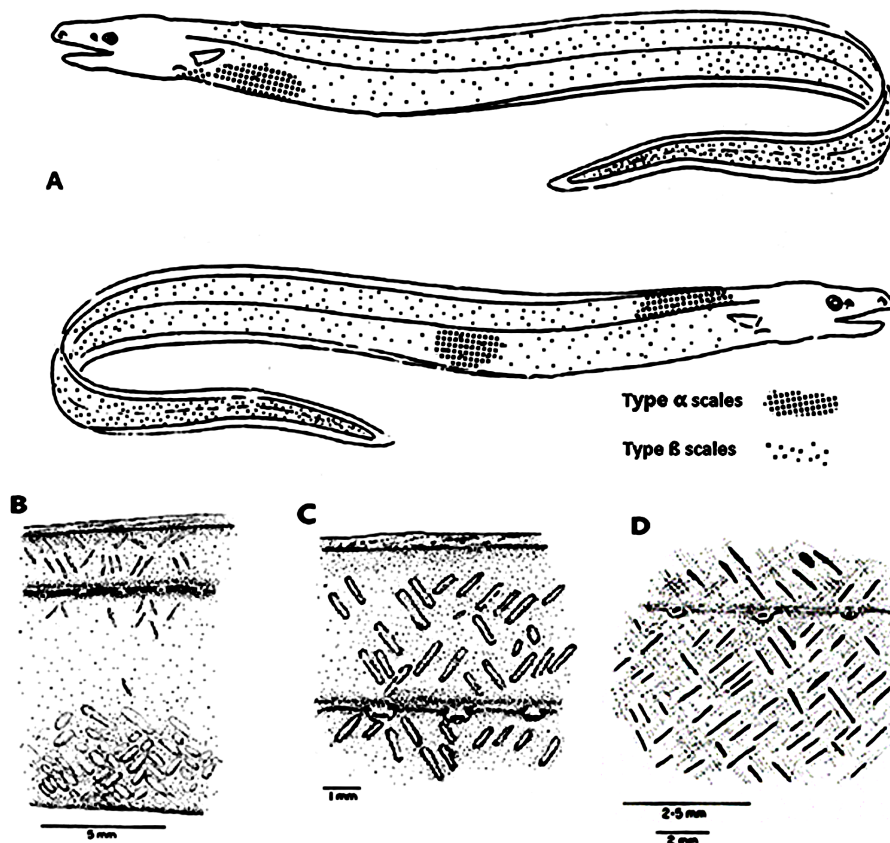 A
Type α scales
Type ß scales
B
C
D
5 mm
1 mm
2·5 mm
2 mm